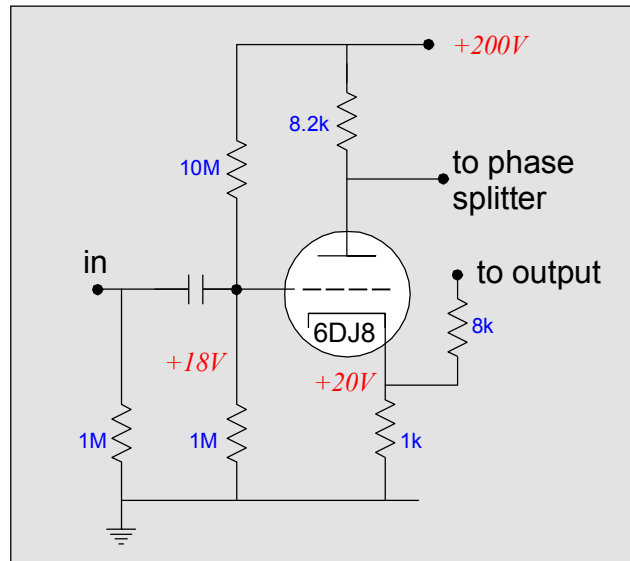 +200V
8.2k
10M
to phase
splitter
in
to output
6DJ8
8k
+18V
+20V
1M
1M
1k